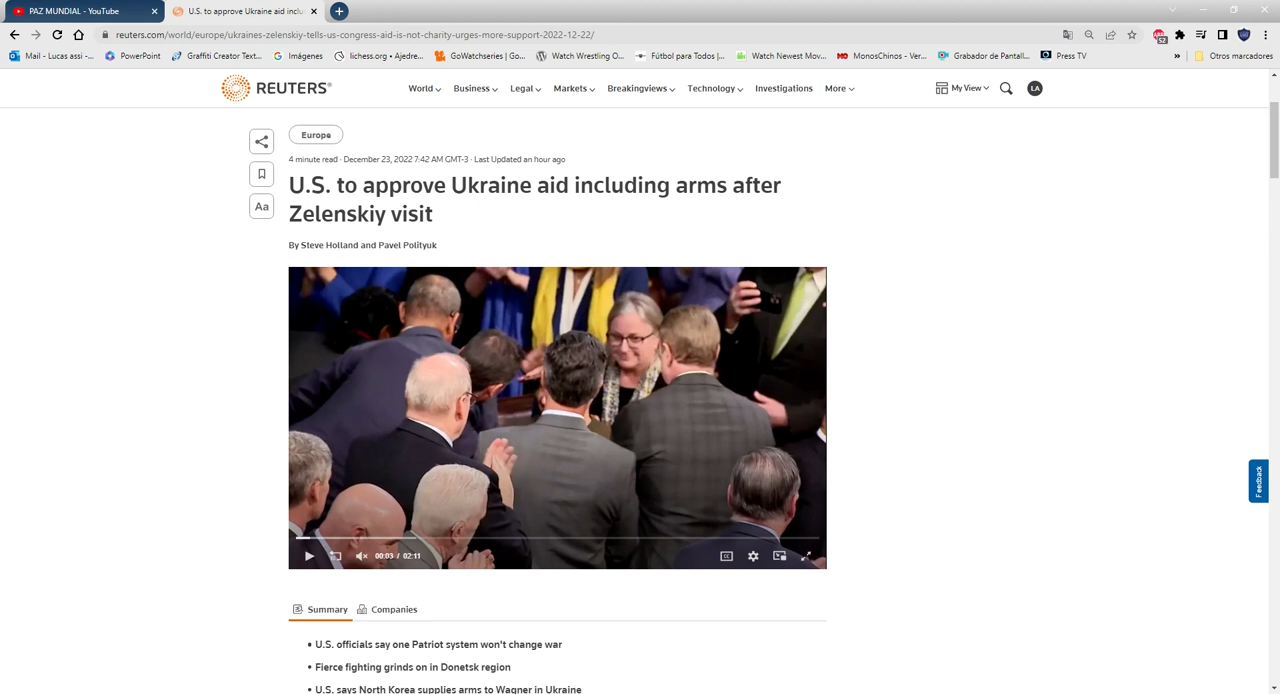 PAZ MUNDIAL - YouTube
U.S. to approve Ukraine aid inclu
reuters.com/world/europe/ukraines-zelenskiy-tells-us-congress-aid-is-not-charity-urges-more-support-2022-12-22/
52
Mail - Lucas assi -... PowerPoint Graffiti Creator Text... Imágenes lichess.org • Ajedre... GoWaterfalls | Go... Watch Wrestling O... Fútbol para Todos |... Watch Newest Mov... MonosChinos - Ver... Grabador de Pantall... Press TV » Otros marcadores
REUTERS®
World Business Legal Markets Breakingviews Technology Investigations More My View LA
Europe
4 minute read · December 23, 2022 7:42 AM GMT-3 · Last Updated an hour ago
U.S. to approve Ukraine aid including arms after
Zelenskiy visit
Aa
By Steve Holland and Pavel Polityuk
Feedback
00:03 / 02:11
CC
Summary Companies
• U.S. officials say one Patriot system won't change war
• Fierce fighting grinds on in Donetsk region
• U.S. says North Korea supplies arms to Wagner in Ukraine